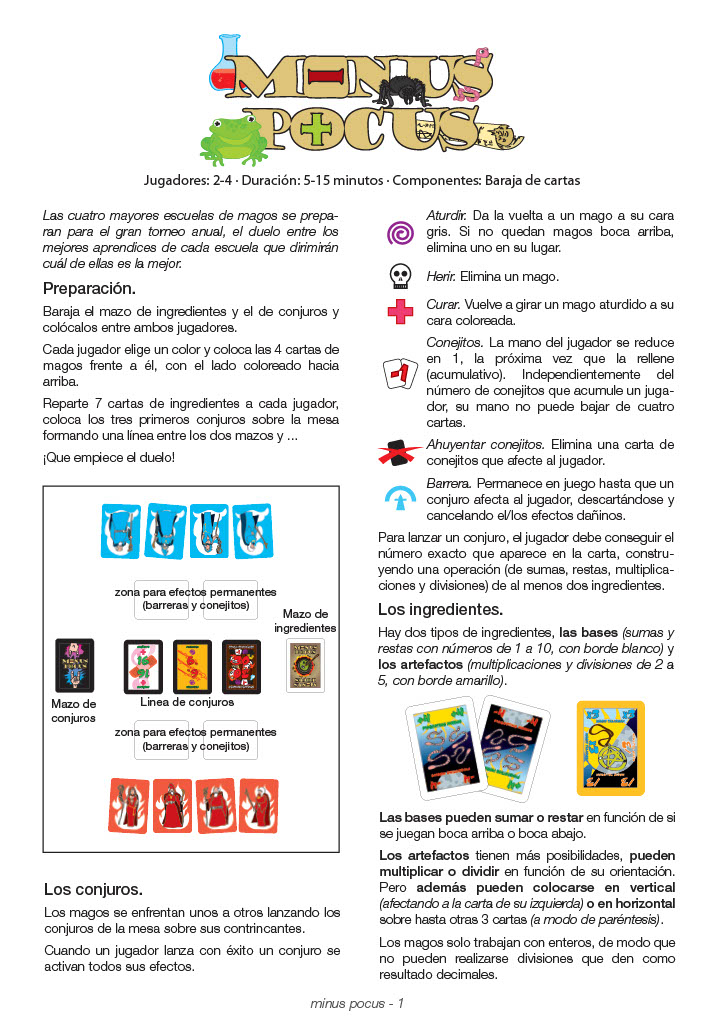 MINUS
POCUS
Jugadores: 2-4 · Duración: 5-15 minutos · Componentes: Baraja de cartas
Las cuatro mayores escuelas de magos se prepa-
ran para el gran torneo anual, el duelo entre los
mejores aprendices de cada escuela que dirimirán
cuál de ellas es la mejor.
Preparación.
Baraja el mazo de ingredientes y el de conjuros y
colócalos entre ambos jugadores.
Cada jugador elige un color y coloca las 4 cartas de
magos frente a él, con el lado coloreado hacia
arriba.
Reparte 7 cartas de ingredientes a cada jugador,
coloca los tres primeros conjuros sobre la mesa
formando una línea entre los dos mazos y ...
¡Que empiece el duelo!
zona para efectos permanentes
(barreras y conejitos)
Mazo de
ingredientes
Mazo de
conjuros
Linea de conjuros
zona para efectos permanentes
(barreras y conejitos)
Los conjuros.
Los magos se enfrentan unos a otros lanzando los
conjuros de la mesa sobre sus contrincantes.
Cuando un jugador lanza con éxito un conjuro se
activan todos sus efectos.
Aturdir. Da la vuelta a un mago a su cara
gris. Si no quedan magos boca arriba,
elimina uno en su lugar.
Herir. Elimina un mago.
Curar. Vuelve a girar un mago aturdido a su
cara coloreada.
Conejitos. La mano del jugador se reduce
en 1, la próxima vez que la rellene
(acumulativo). Independientemente del
número de conejitos que acumule un juga-
dor, su mano no puede bajar de cuatro
cartas.
-1
Ahuyentar conejitos. Elimina una carta de
conejitos que afecte al jugador.
Barrera. Permanece en juego hasta que un
conjuro afecta al jugador, descartándose y
cancelando el/los efectos dañinos.
Para lanzar un conjuro, el jugador debe conseguir el
número exacto que aparece en la carta, constru-
yendo una operación (de sumas, restas, multiplica-
ciones y divisiones) de al menos dos ingredientes.
Los ingredientes.
Hay dos tipos de ingredientes, las bases (sumas y
restas con números de 1 a 10, con borde blanco) y
los artefactos (multiplicaciones y divisiones de 2 a
5, con borde amarillo).
Las bases pueden sumar o restar en función de si
se juegan boca arriba o boca abajo.
Los artefactos tienen más posibilidades, pueden
multiplicar o dividir en función de su orientación.
Pero además pueden colocarse en vertical
(afectando a la carta de su izquierda) o en horizontal
sobre hasta otras 3 cartas (a modo de paréntesis).
Los magos solo trabajan con enteros, de modo que
no pueden realizarse divisiones que den como
resultado decimales.
minus pocus - 1